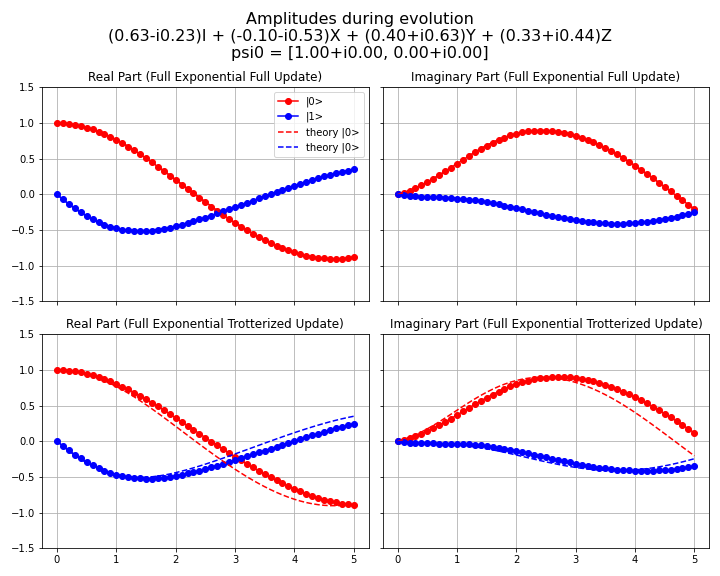 Amplitudes during evolution
(0.63-i0.23)I + (-0.10-i0.53)X + (0.40+i0.63)Y + (0.33+i0.44)Z
psi0 = [1.00+i0.00, 0.00+i0.00]
Real Part (Full Exponential Full Update)
Imaginary Part (Full Exponential Full Update)
1.5
1.0
0.5
0.0
−0.5
−1.0
−1.5
|0>
|1>
theory |0>
theory |0>
Real Part (Full Exponential Trotterized Update)
Imaginary Part (Full Exponential Trotterized Update)
1.5
1.0
0.5
0.0
−0.5
−1.0
−1.5
0 1 2 3 4 5
0 1 2 3 4 5